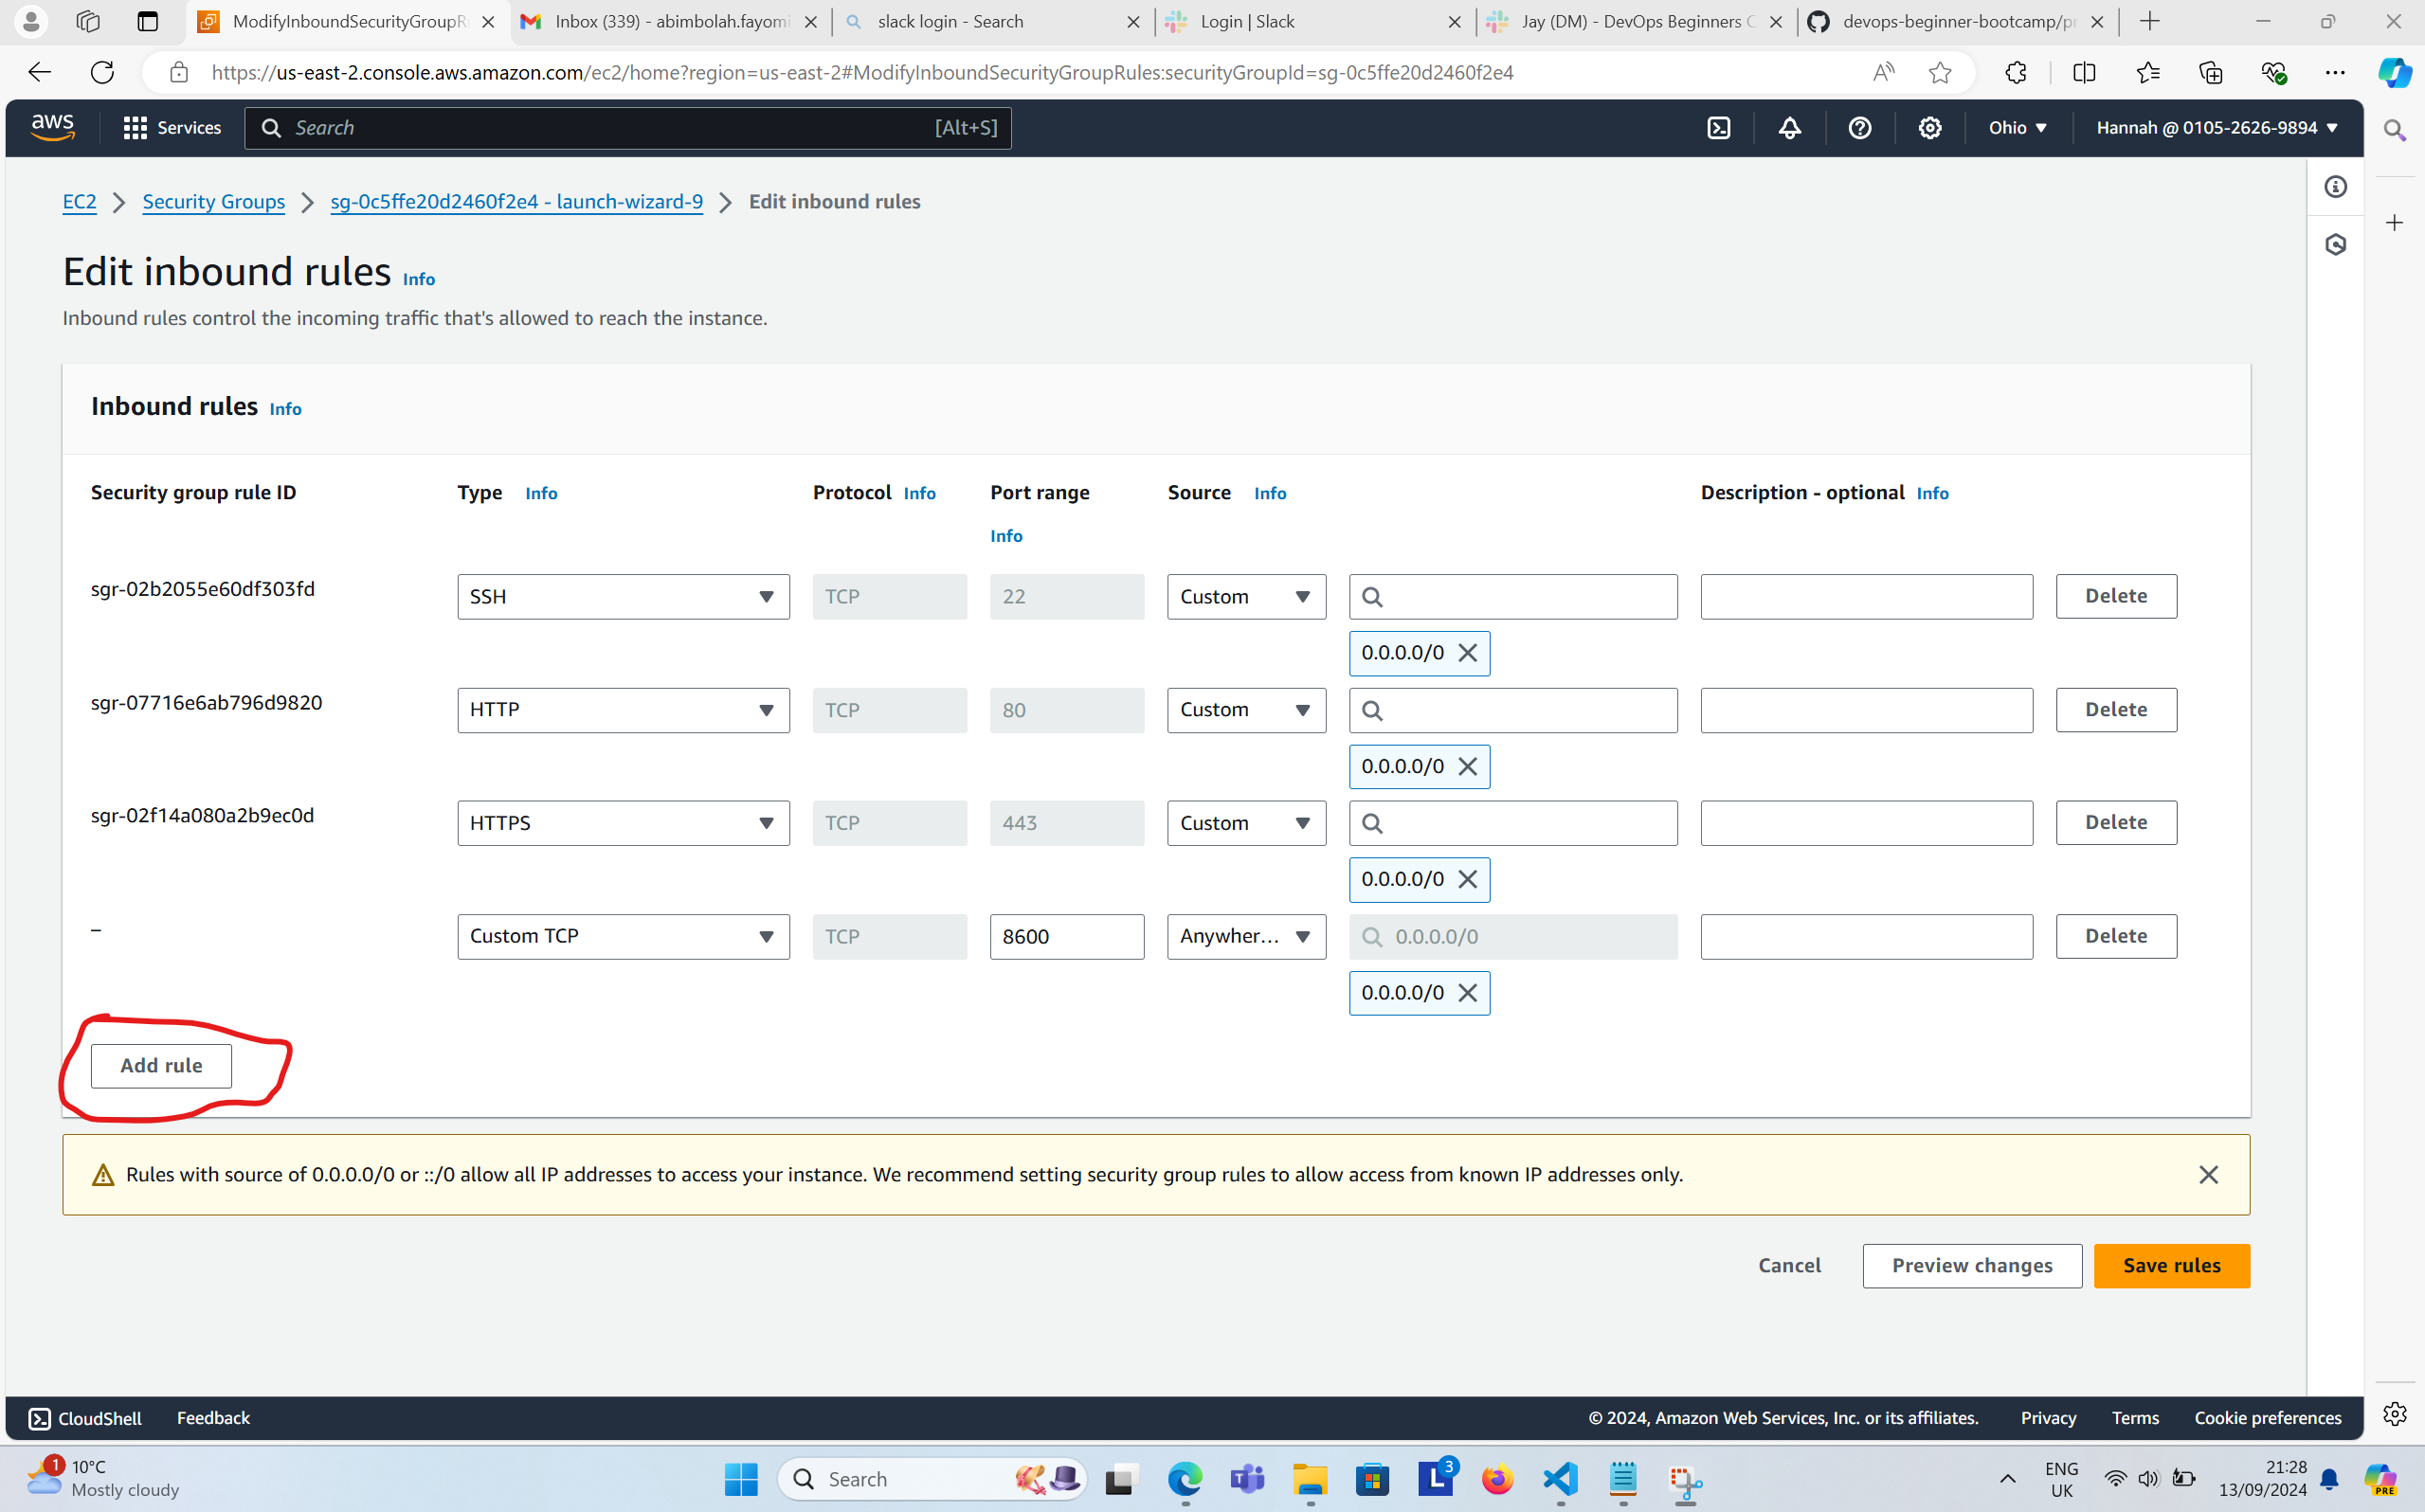 ModifyInboundSecurityGroupR
Inbox (339) - abimbolah.fayomi
slack login - Search
Login | Slack
Jay (DM) - DevOps Beginners C
devops-beginner-bootcamp/pr
https://us-east-2.console.aws.amazon.com/ec2/home?region=us-east-2#ModifyInboundSecurityGroupRules:securityGroupId=sg-0c5ffe20d2460f2e4
aws
Services
Search
[Alt+S]
Ohio
Hannah @ 0105-2626-9894
EC2 > Security Groups > sg-0c5ffe20d2460f2e4 - launch-wizard-9 > Edit inbound rules
Edit inbound rules Info
Inbound rules control the incoming traffic that's allowed to reach the instance.
Inbound rules Info
Security group rule ID
Type Info
Protocol Info
Port range
Info
Source Info
Description - optional Info
sgr-02b2055e60df303fd
SSH
TCP
22
Custom
Delete
0.0.0.0/0
sgr-07716e6ab796d9820
HTTP
TCP
80
Custom
Delete
0.0.0.0/0
sgr-02f14a080a2b9ec0d
HTTPS
TCP
443
Custom
Delete
0.0.0.0/0
–
Custom TCP
TCP
8600
Anywher...
0.0.0.0/0
Delete
0.0.0.0/0
Add rule
Rules with source of 0.0.0.0/0 or ::/0 allow all IP addresses to access your instance. We recommend setting security group rules to allow access from known IP addresses only.
Cancel
Preview changes
Save rules
CloudShell
Feedback
© 2024, Amazon Web Services, Inc. or its affiliates.
Privacy
Terms
Cookie preferences
1
10°C
Mostly cloudy
Search
3
ENG
UK
21:28
13/09/2024
PRE